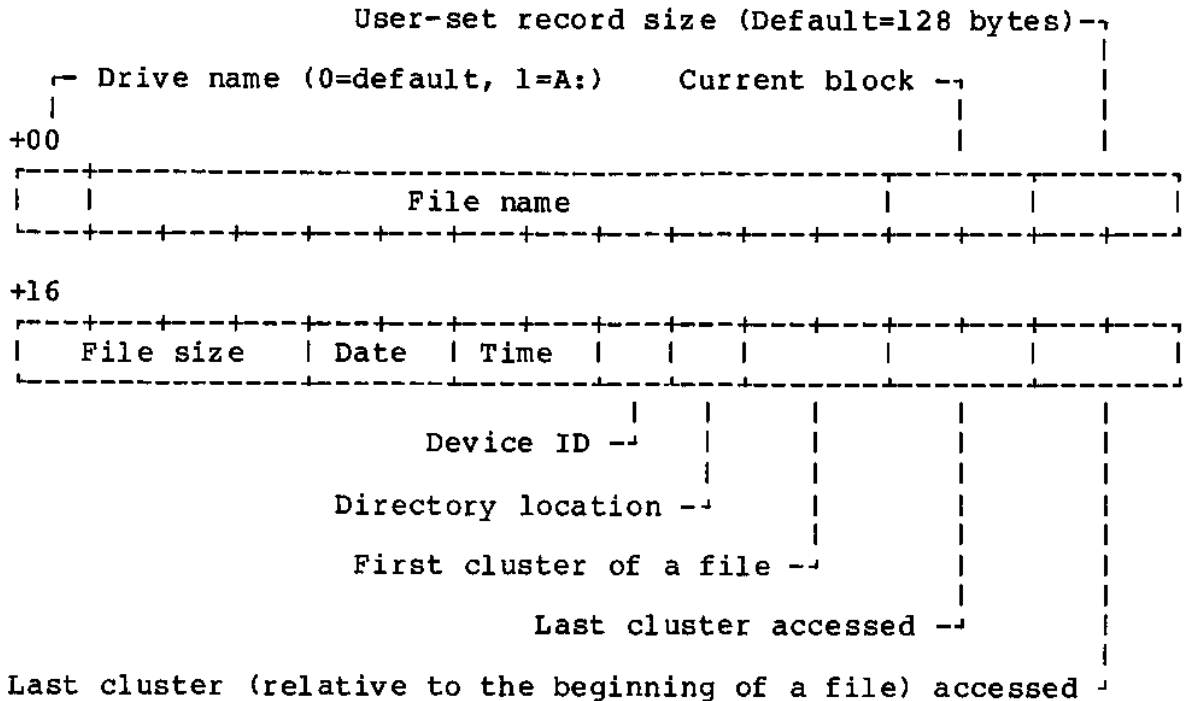 User-set record size (Default=128 bytes)
Drive name (0=default, 1=A:) Current block
+00
File name
+16
File size Date Time
Device ID
Directory location
First cluster of a file
Last cluster accessed
Last cluster (relative to the beginning of a file) accessed